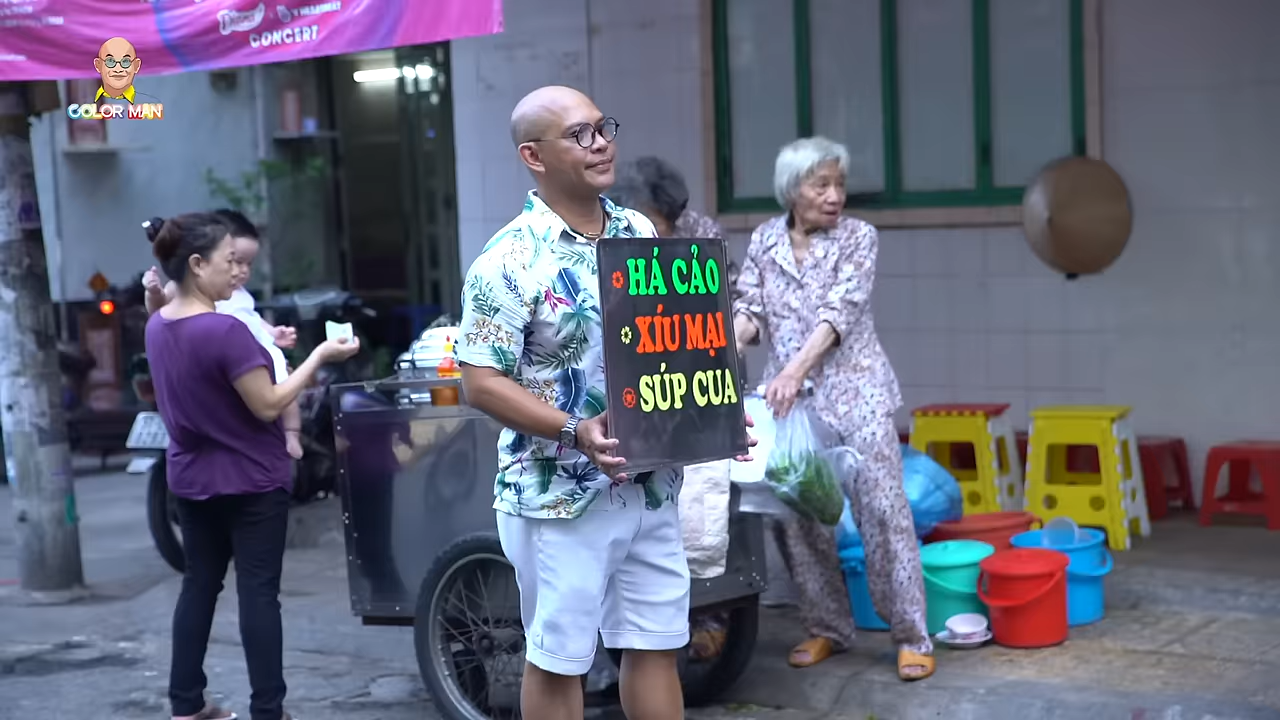 CONCERT
COLOR MAN
HÁ CẢO
XÍU MẠI
SÚP CUA